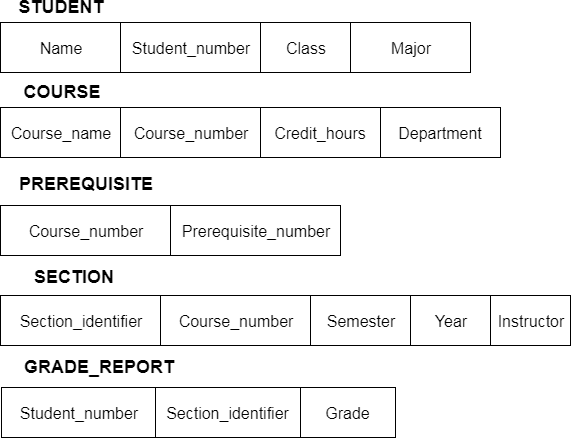 STUDENT
Name Student_number Class Major
COURSE
Course_name Course_number Credit_hours Department
PREREQUISITE
Course_number Prerequisite_number
SECTION
Section_identifier Course_number Semester Year Instructor
GRADE_REPORT
Student_number Section_identifier Grade